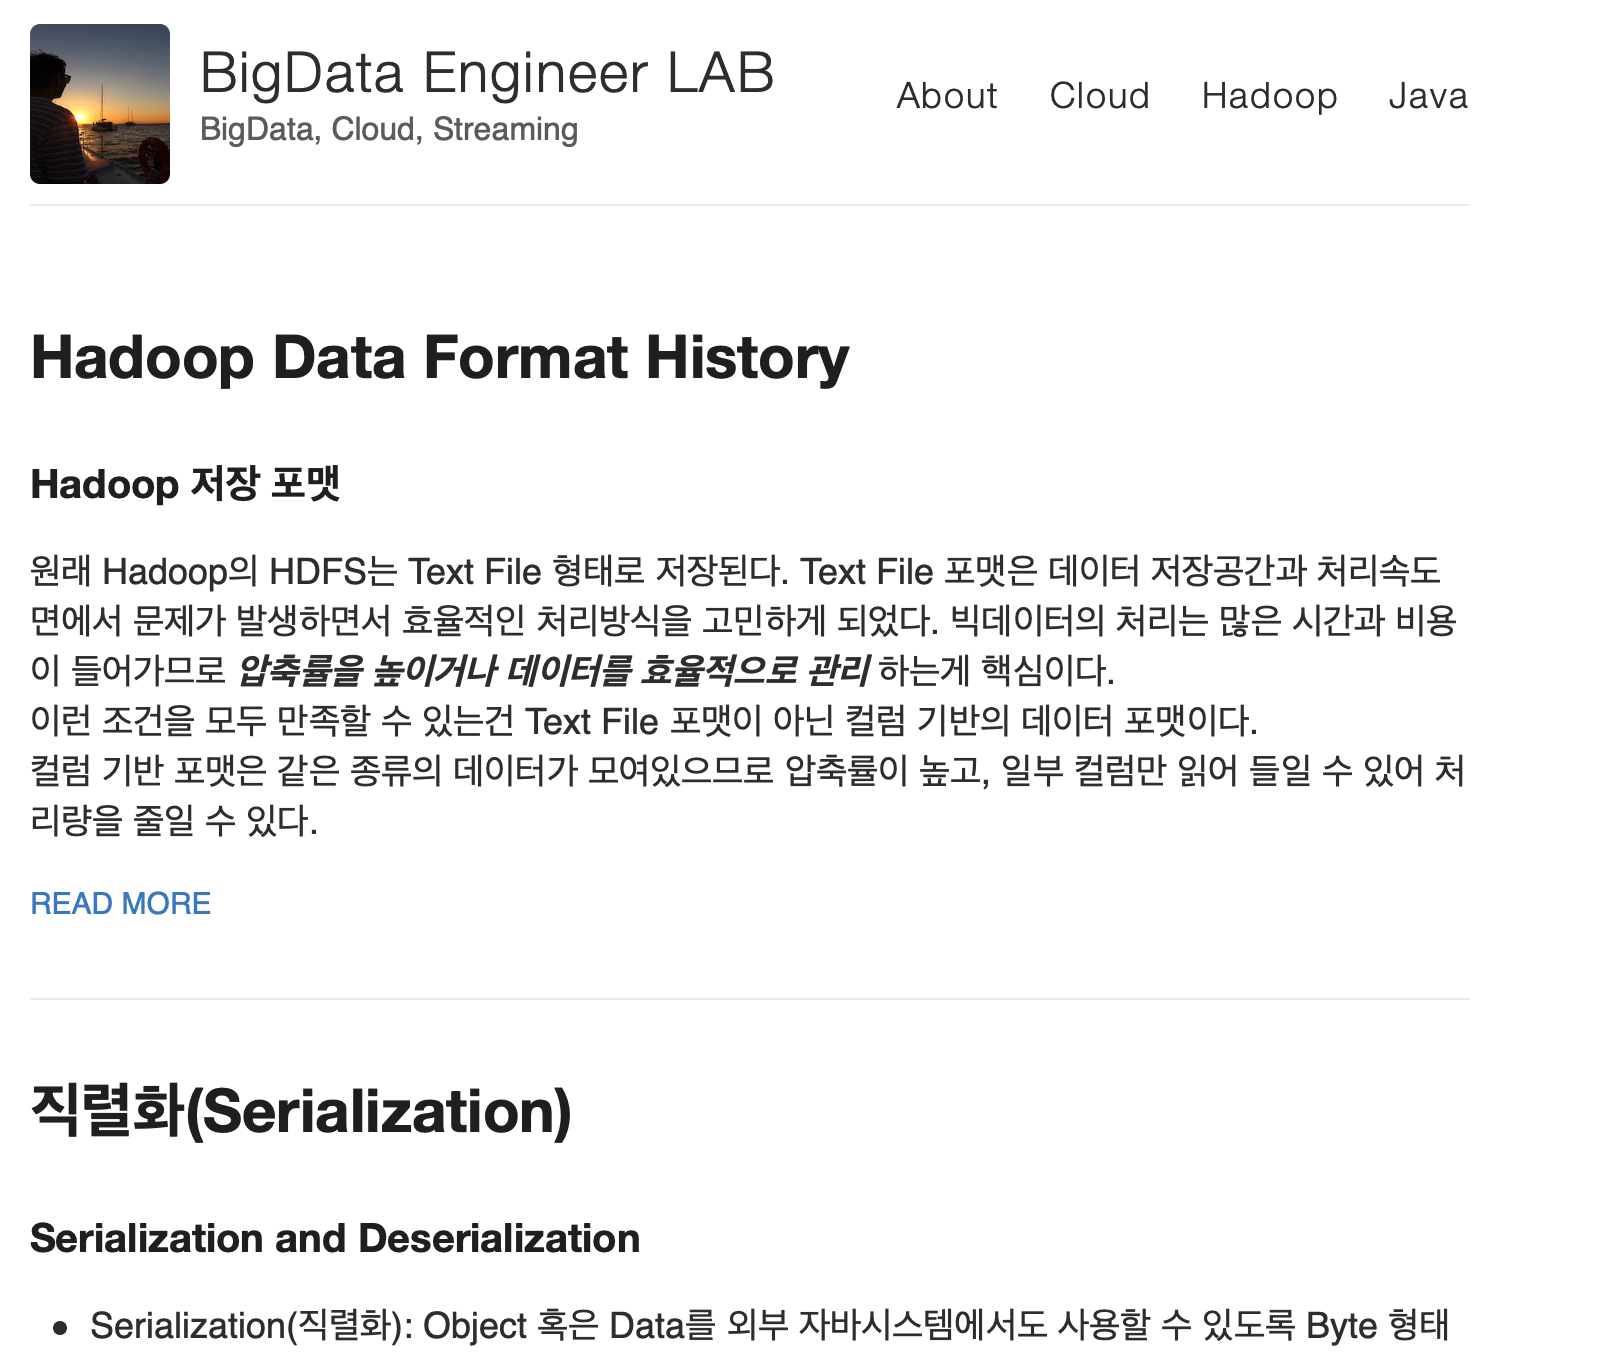 BigData Engineer LAB
BigData, Cloud, Streaming
About Cloud Hadoop Java
Hadoop Data Format History
Hadoop 저장 포맷
원래 Hadoop의 HDFS는 Text File 형태로 저장된다. Text File 포맷은 데이터 저장공간과 처리속도
면에서 문제가 발생하면서 효율적인 처리방식을 고민하게 되었다. 빅데이터의 처리는 많은 시간과 비용
이 들어가므로 압축률을 높이거나 데이터를 효율적으로 관리 하는게 핵심이다.
이런 조건을 모두 만족할 수 있는건 Text File 포맷이 아닌 컬럼 기반의 데이터 포맷이다.
컬럼 기반 포맷은 같은 종류의 데이터가 모여있으므로 압축률이 높고, 일부 컬럼만 읽어 들일 수 있어 처
리량을 줄일 수 있다.
READ MORE
직렬화(Serialization)
Serialization and Deserialization
• Serialization(직렬화): Object 혹은 Data를 외부 자바시스템에서도 사용할 수 있도록 Byte 형태